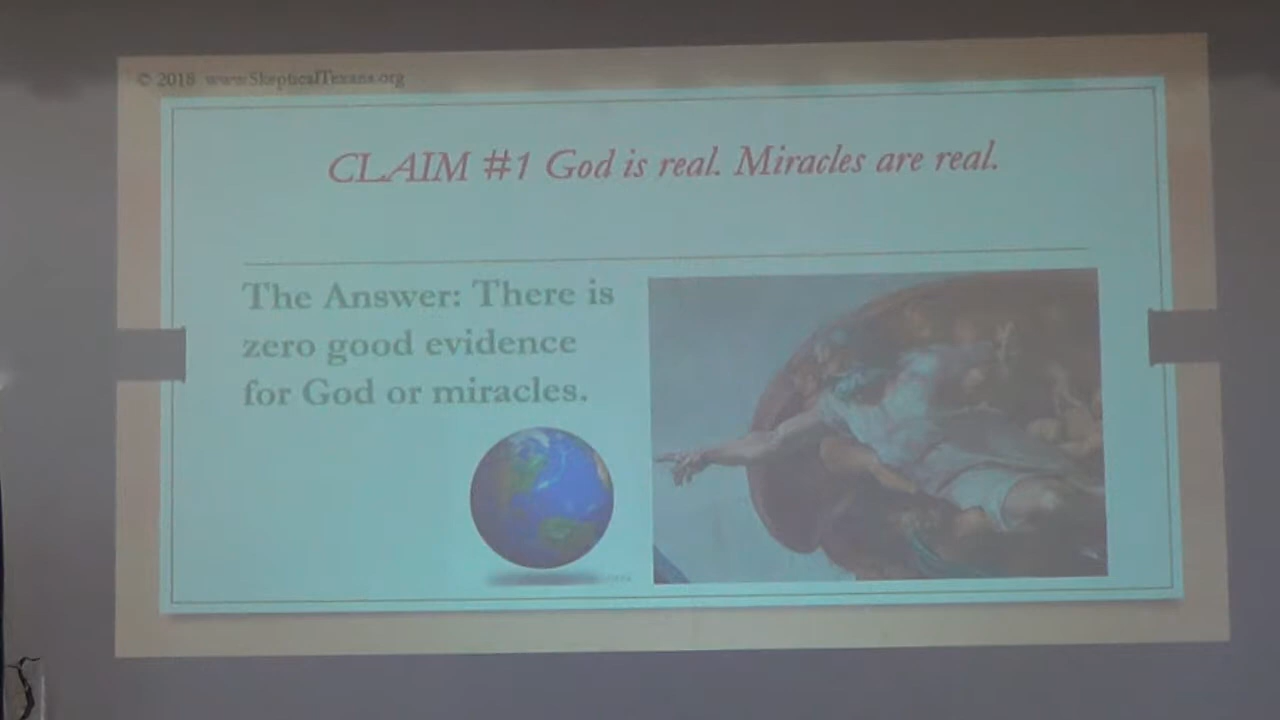 © 2018 www.SkepticalTexans.org
CLAIM #1 God is real. Miracles are real.
The Answer: There is
zero good evidence
for God or miracles.